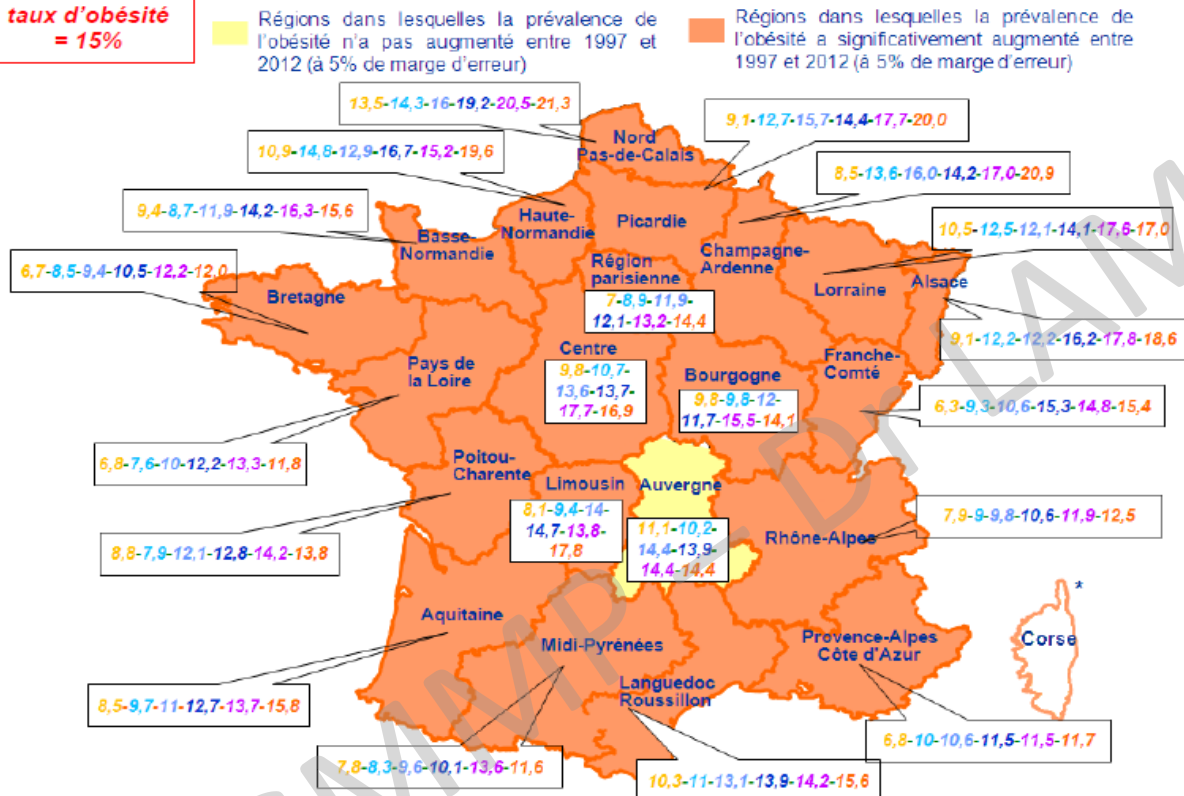 taux d'obésité
= 15%
Régions dans lesquelles la prévalence de
l'obésité n'a pas augmenté entre 1997 et
2012 (à 5% de marge d'erreur)
Régions dans lesquelles la prévalence de
l'obésité a significativement augmenté entre
1997 et 2012 (à 5% de marge d'erreur)
13,5-14,3-16-19,2-20,5-21,3
9,1-12,7-15,7-14,4-17,7-20,0
10,9-14,8-12,9-16,7-15,2-19,6
Nord
Pas-de-Calais
8,5-13,6-16,0-14,2-17,0-20,9
9,4-8,7-11,9-14,2-16,3-15,6
Haute-
Normandie
Picardie
10,5-12,5-12,1-14,1-17,6-17,0
Basse-
Normandie
Champagne-
Ardenne
6,7-8,5-9,4-10,5-12,2-12,0
Bretagne
Région
parisienne
7-8,9-11,9-
12,1-13,2-14,4
Lorraine
Alsace
9,1-12,2-12,2-16,2-17,8-18,6
Pays de
la Loire
Centre
9,8-10,7-
13,6-13,7-
17,7-16,9
Bourgogne
9,8-9,8-12-
11,7-15,5-14,1
Franche-
Comté
6,3-9,3-10,6-15,3-14,8-15,4
6,8-7,6-10-12,2-13,3-11,8
Poitou-
Charente
Limousin
8,1-9,4-14-
14,7-13,8-
17,8
Auvergne
11,1-10,2-
14,4-13,9-
14,4-14,4
7,9-9-9,8-10,6-11,9-12,5
Rhône-Alpes
8,8-7,9-12,1-12,8-14,2-13,8
*
Aquitaine
Midi-Pyrénées
Provence-Alpes
Côte d'Azur
Corse
Languedoc
Roussillon
8,5-9,7-11-12,7-13,7-15,8
6,8-10-10,6-11,5-11,5-11,7
7,8-8,3-9,6-10,1-13,6-11,6
10,3-11-13,1-13,9-14,2-15,6
MMP - Dr LAM